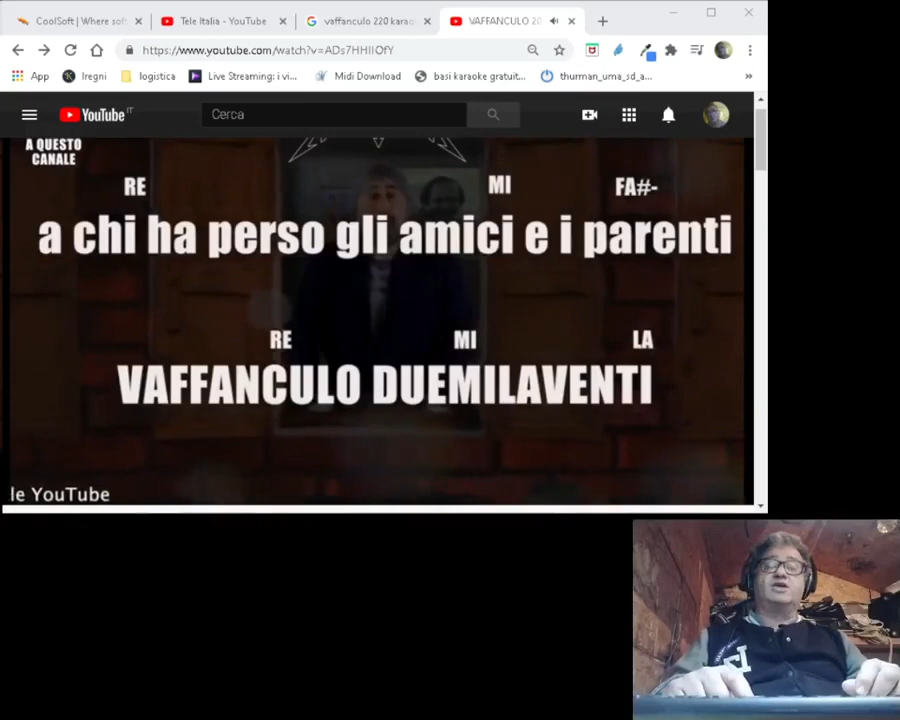 CoolSoft | Where soft
Tele Italia - YouTube
vaffanculo 220 karao
VAFFANCULO 20
https://www.youtube.com/watch?v=ADs7HHIIOfY
App
Iregni
logistica
Live Streaming: i vi...
Midi Download
basi karaoke gratuit...
thurman_uma_sd_a...
»
YouTube IT
Cerca
A QUESTO
CANALE
RE MI FA#-
a chi ha perso gli amici e i parenti
RE MI LA
VAFFANCULO DUEMILAVENTI
le YouTube